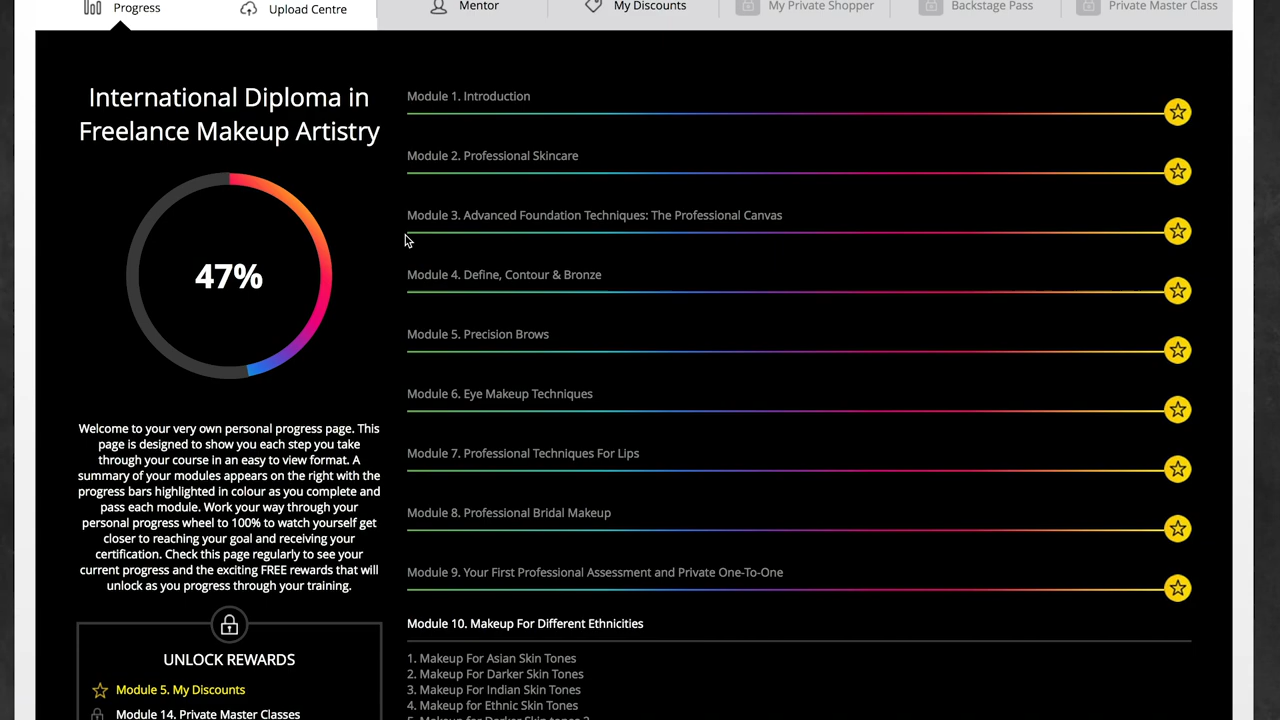 Progress
Upload Centre
Mentor
My Discounts
My Private Shopper
Backstage Pass
Private Master Class
International Diploma in
Freelance Makeup Artistry
47%
Welcome to your very own personal progress page. This
page is designed to show you each step you take
through your course in an easy to view format. A
summary of your modules appears on the right with the
progress bars highlighted in colour as you complete and
pass each module. Work your way through your
personal progress wheel to 100% to watch yourself get
closer to reaching your goal and receiving your
certification. Check this page regularly to see your
current progress and the exciting FREE rewards that will
unlock as you progress through your training.
UNLOCK REWARDS
Module 5. My Discounts
Module 14. Private Master Classes
Module 1. Introduction
Module 2. Professional Skincare
Module 3. Advanced Foundation Techniques: The Professional Canvas
Module 4. Define, Contour & Bronze
Module 5. Precision Brows
Module 6. Eye Makeup Techniques
Module 7. Professional Techniques For Lips
Module 8. Professional Bridal Makeup
Module 9. Your First Professional Assessment and Private One-To-One
Module 10. Makeup For Different Ethnicities
1. Makeup For Asian Skin Tones
2. Makeup For Darker Skin Tones
3. Makeup For Indian Skin Tones
4. Makeup for Ethnic Skin Tones
5. Makeup for Darker Skin tones 2